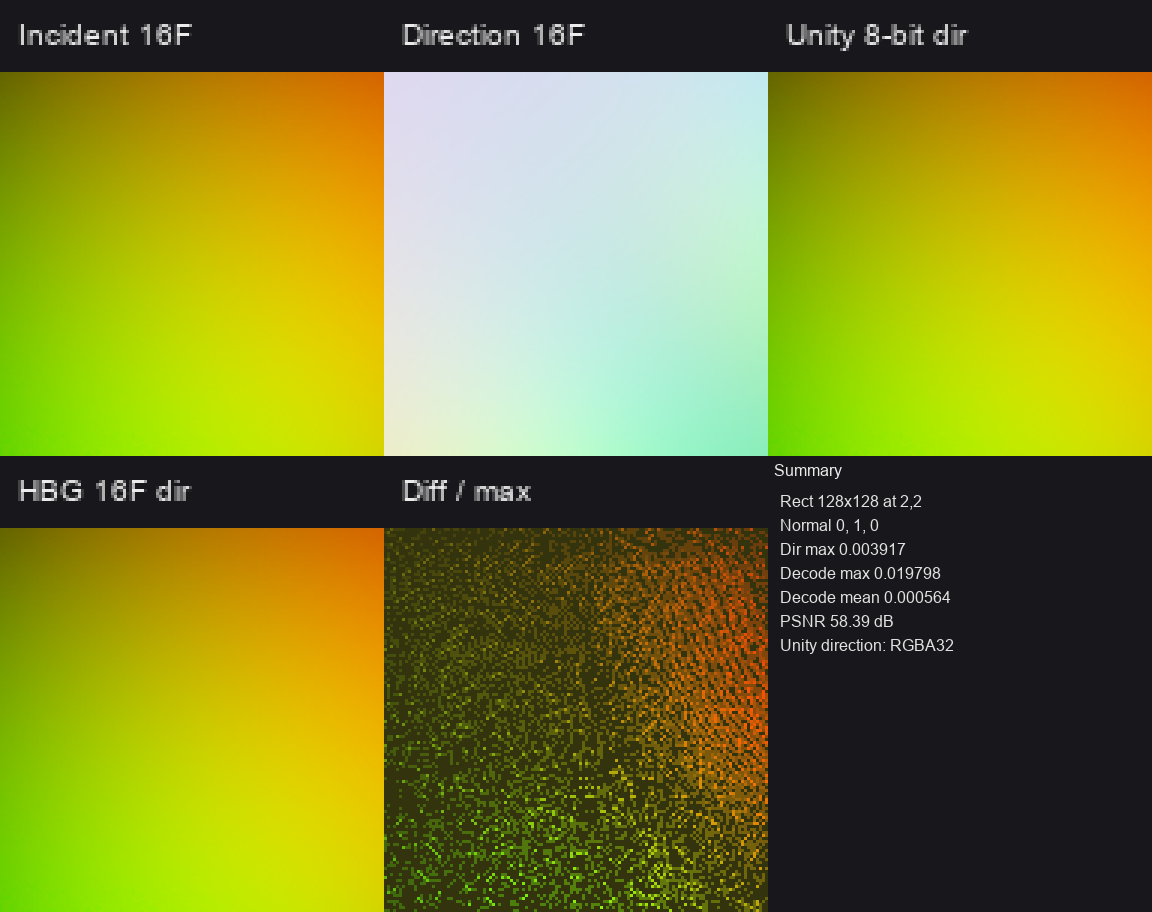 Incident 16F
Direction 16F
Unity 8-bit dir
HBG 16F dir
Diff / max
Summary
Rect 128x128 at 2,2
Normal 0, 1, 0
Dir max 0.003917
Decode max 0.019798
Decode mean 0.000564
PSNR 58.39 dB
Unity direction: RGBA32